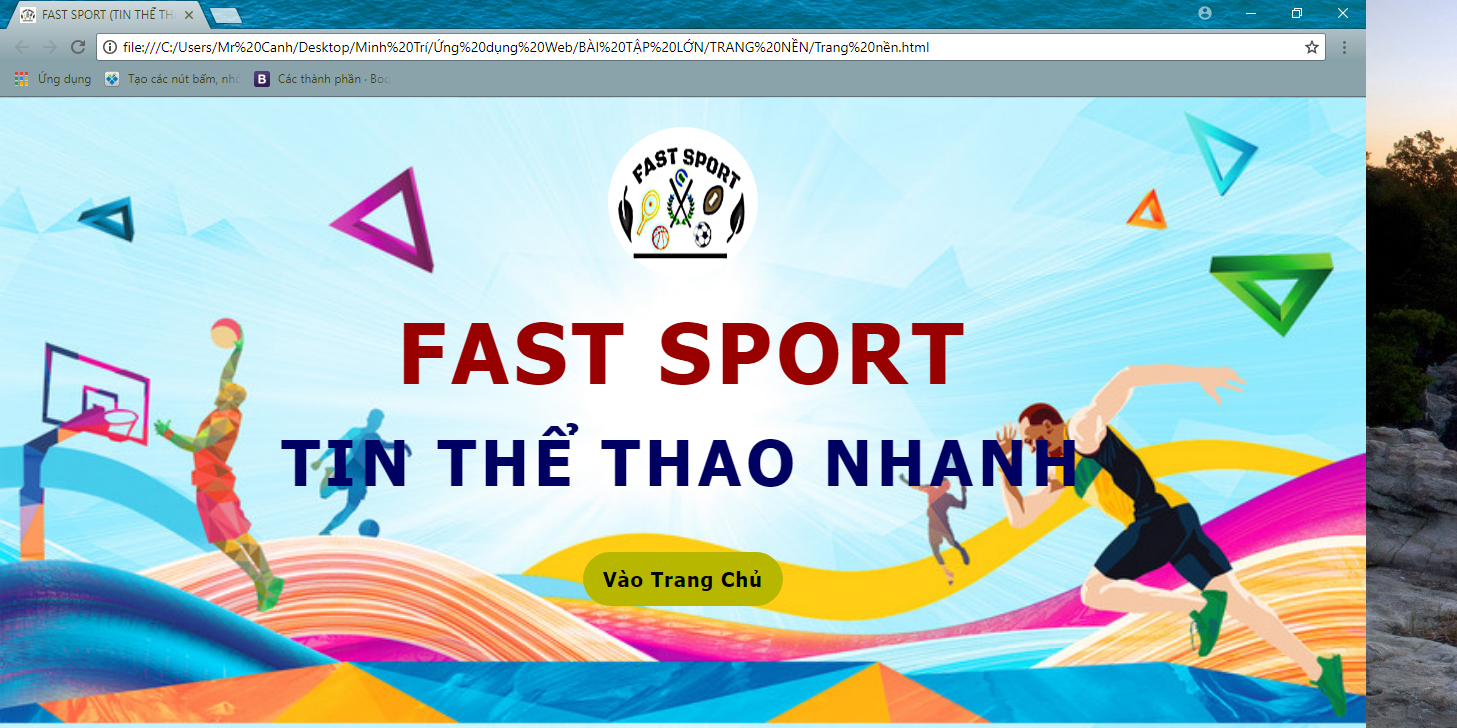 FAST SPORT (TIN THỂ TH
file:///C:/Users/Mr%20Canh/Desktop/Minh%20Trí/Ứng%20dụng%20Web/BÀI%20TẬP%20LỚN/TRANG%20NỀN/Trang%20nền.html
Ứng dụng Tạo các nút bấm, nhó B Các thành phần · Boo
FAST SPORT
FAST SPORT
TIN THỂ THAO NHANH
Vào Trang Chủ